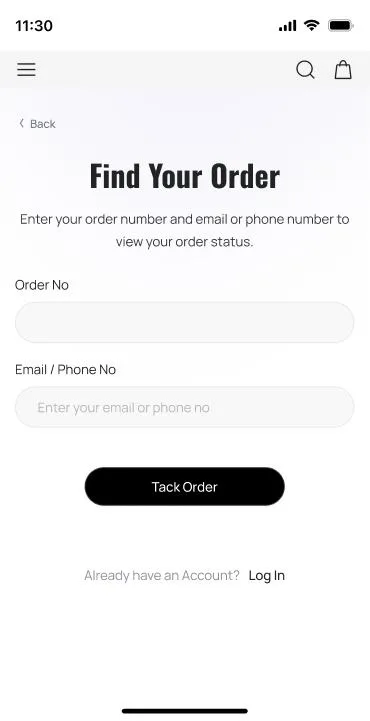 11:30
Back
Find Your Order
Enter your order number and email or phone number to
view your order status.
Order No
Email / Phone No
Enter your email or phone no
Tack Order
Already have an Account? Log In